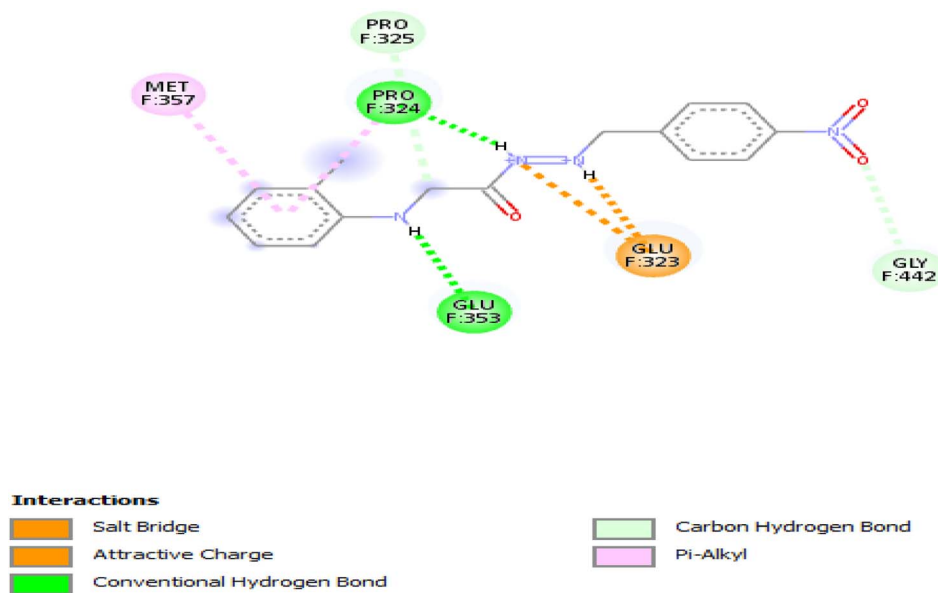 PRO
F:325
MET
F:357
PRO
F:324
H
N
N
H
N
O
O
O
N
H
GLU
F:323
GLY
F:442
GLU
F:353
Interactions
Salt Bridge
Attractive Charge
Conventional Hydrogen Bond
Carbon Hydrogen Bond
Pi-Alkyl